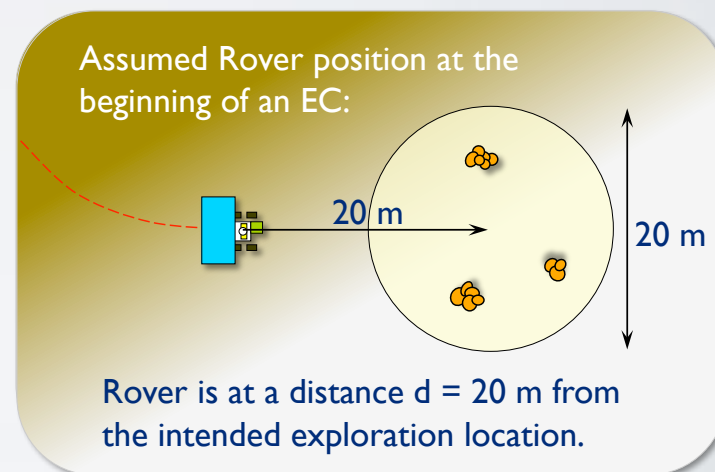 Assumed Rover position at the
beginning of an EC:
20 m
20 m
Rover is at a distance d = 20 m from
the intended exploration location.